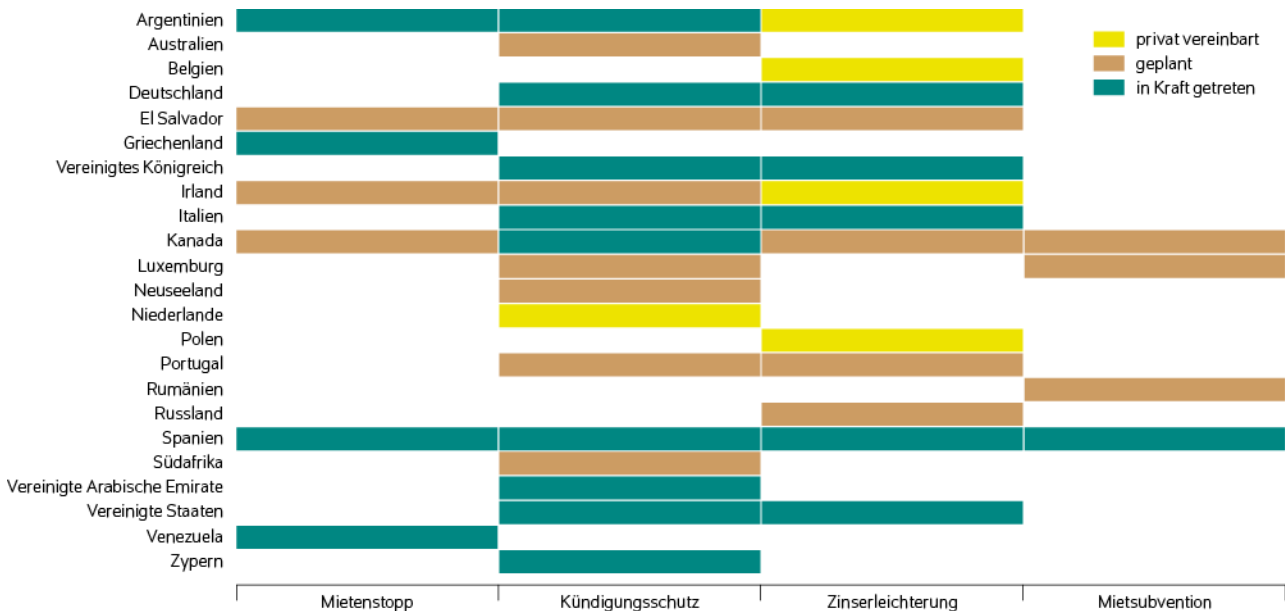 Argentinien
Australien
Belgien
Deutschland
El Salvador
Griechenland
Vereinigtes Königreich
Irland
Italien
Kanada
Luxemburg
Neuseeland
Niederlande
Polen
Portugal
Rumänien
Russland
Spanien
Südafrika
Vereinigte Arabische Emirate
Vereinigte Staaten
Venezuela
Zypern
privat vereinbart
geplant
in Kraft getreten
Mietenstopp Kündigungsschutz Zinserleichterung Mietsubvention